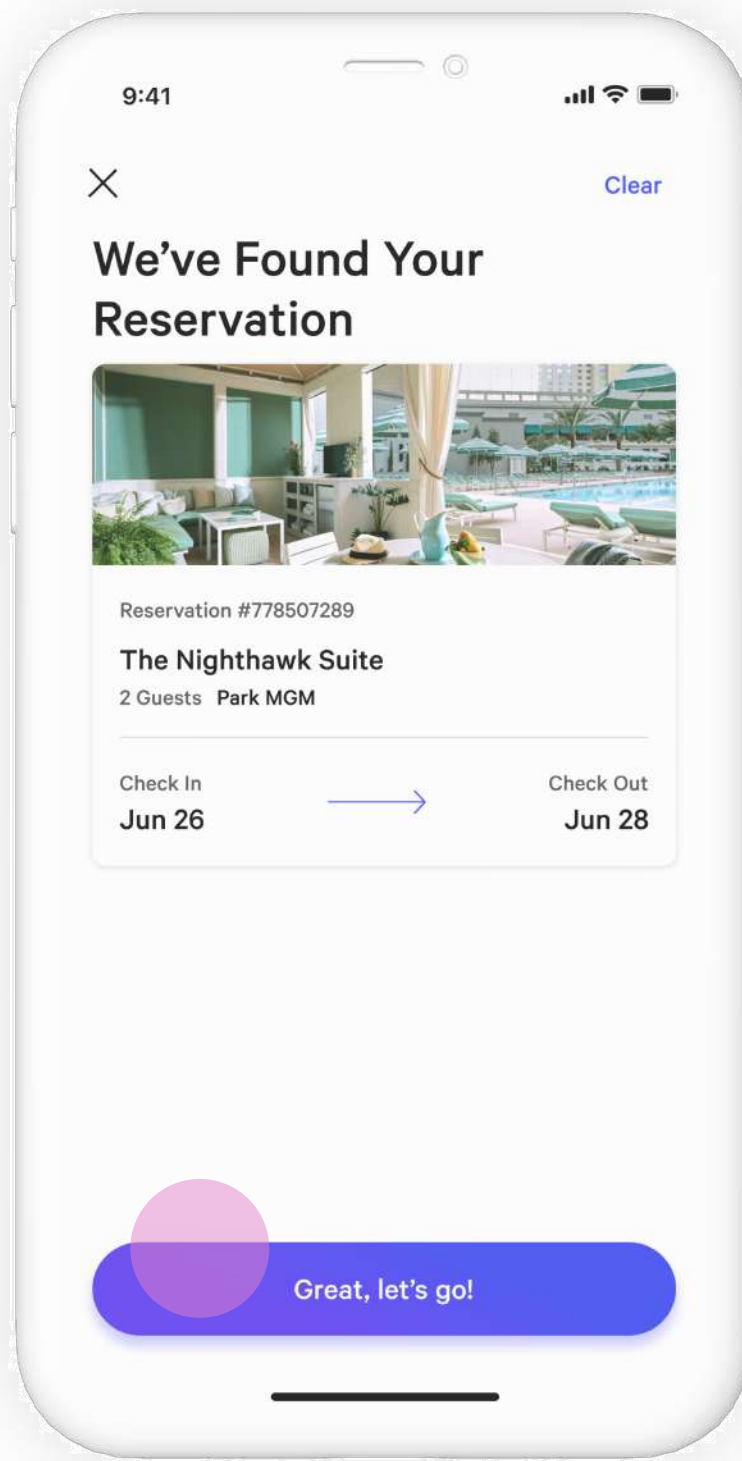 9:41
Clear
We’ve Found Your
Reservation
Reservation #778507289
The Nighthawk Suite
2 Guests Park MGM
Check In
Check Out
Jun 26
Jun 28
Great, let’s go!